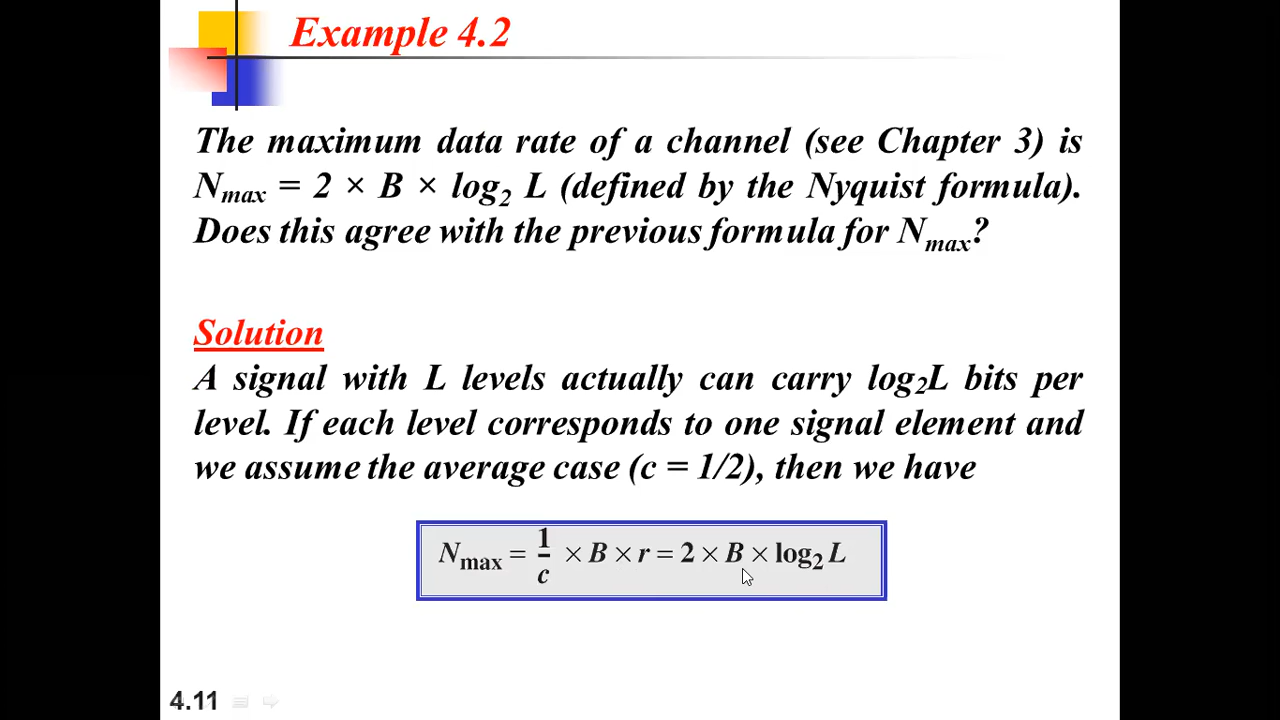 Example 4.2
The maximum data rate of a channel (see Chapter 3) is
Nmax = 2 × B × log2 L (defined by the Nyquist formula).
Does this agree with the previous formula for Nmax?
Solution
A signal with L levels actually can carry log2L bits per
level. If each level corresponds to one signal element and
we assume the average case (c = 1/2), then we have
Nmax = 1/c × B × r = 2 × B × log2 L
4.11